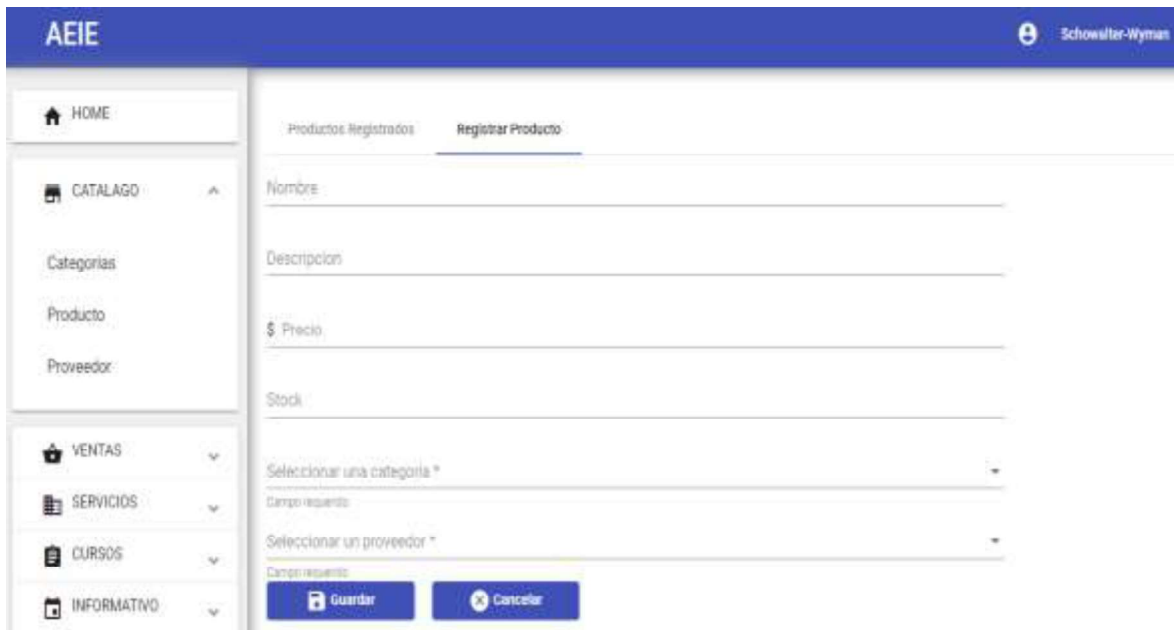 AEIE
Schowalter-Wyman
HOME
CATALAGO
Categorias
Producto
Proveedor
VENTAS
SERVICIOS
CURSOS
INFORMATIVO
Productos Registrados
Registrar Producto
Nombre
Descripcion
$ Precio
Stock
Seleccionar una categoria *
Campo requerido
Seleccionar un proveedor *
Campo requerido
Guardar
Cancelar